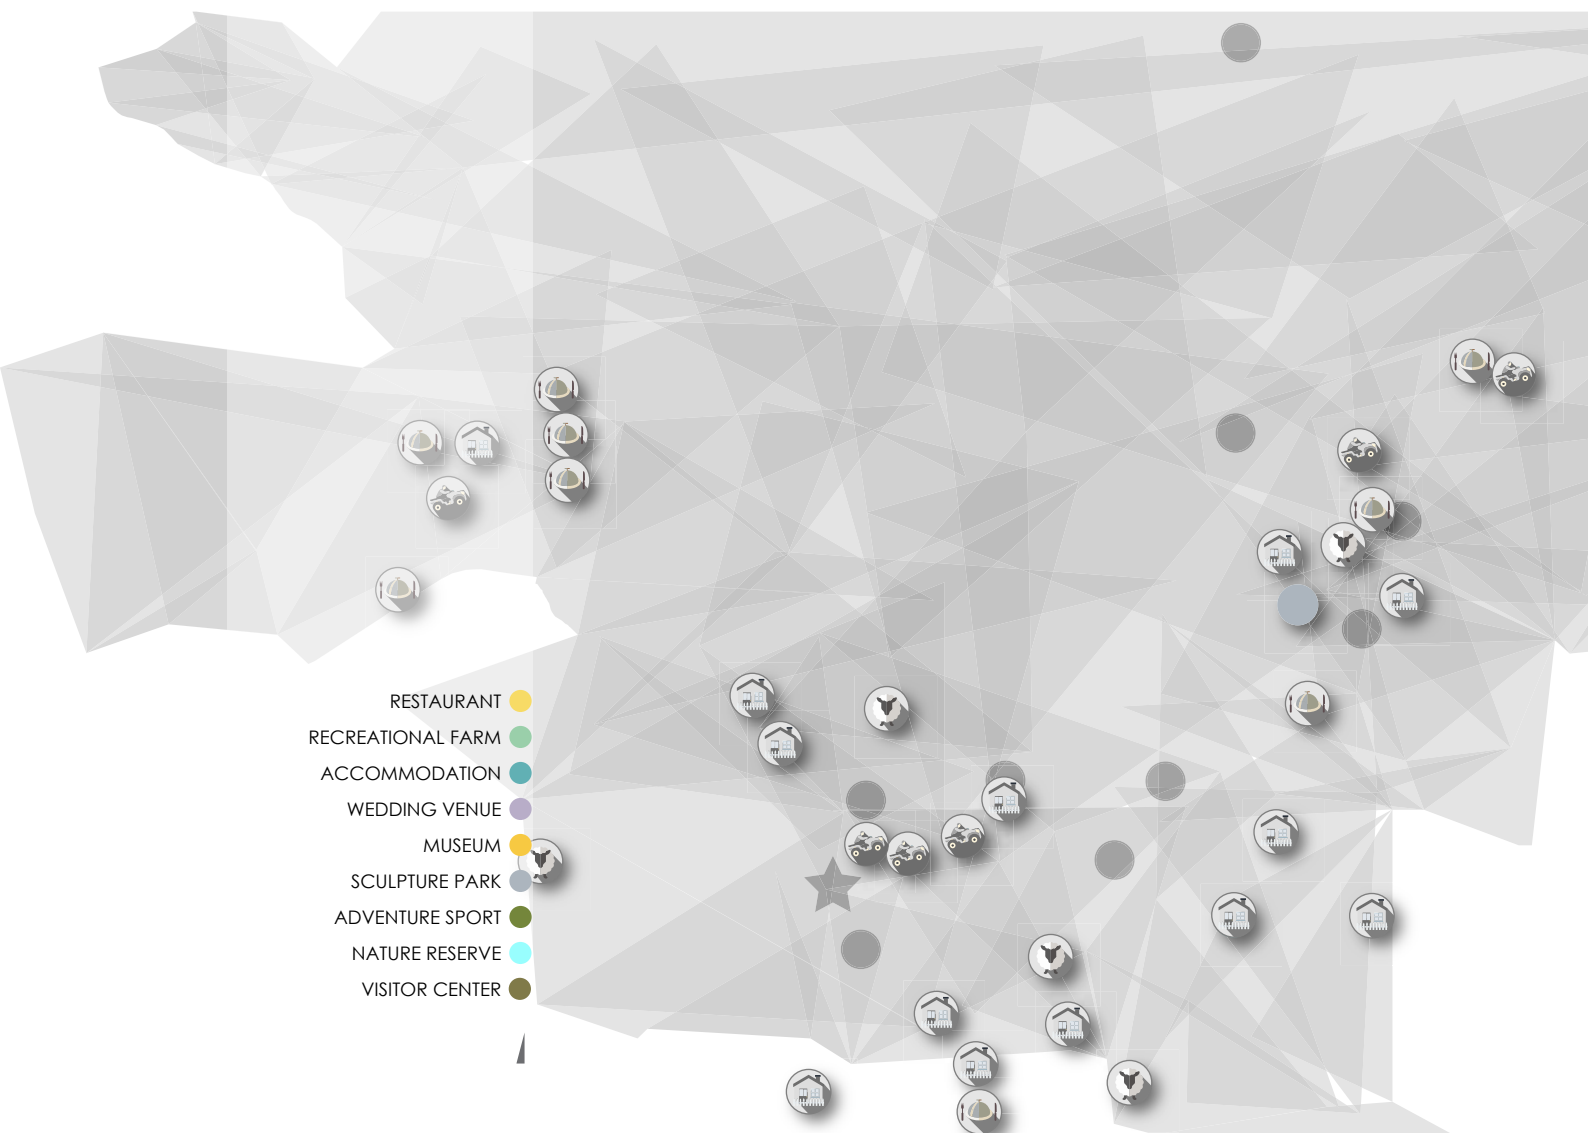 RESTAURANT
RECREATIONAL FARM
ACCOMMODATION
WEDDING VENUE
MUSEUM
SCULPTURE PARK
ADVENTURE SPORT
NATURE RESERVE
VISITOR CENTER